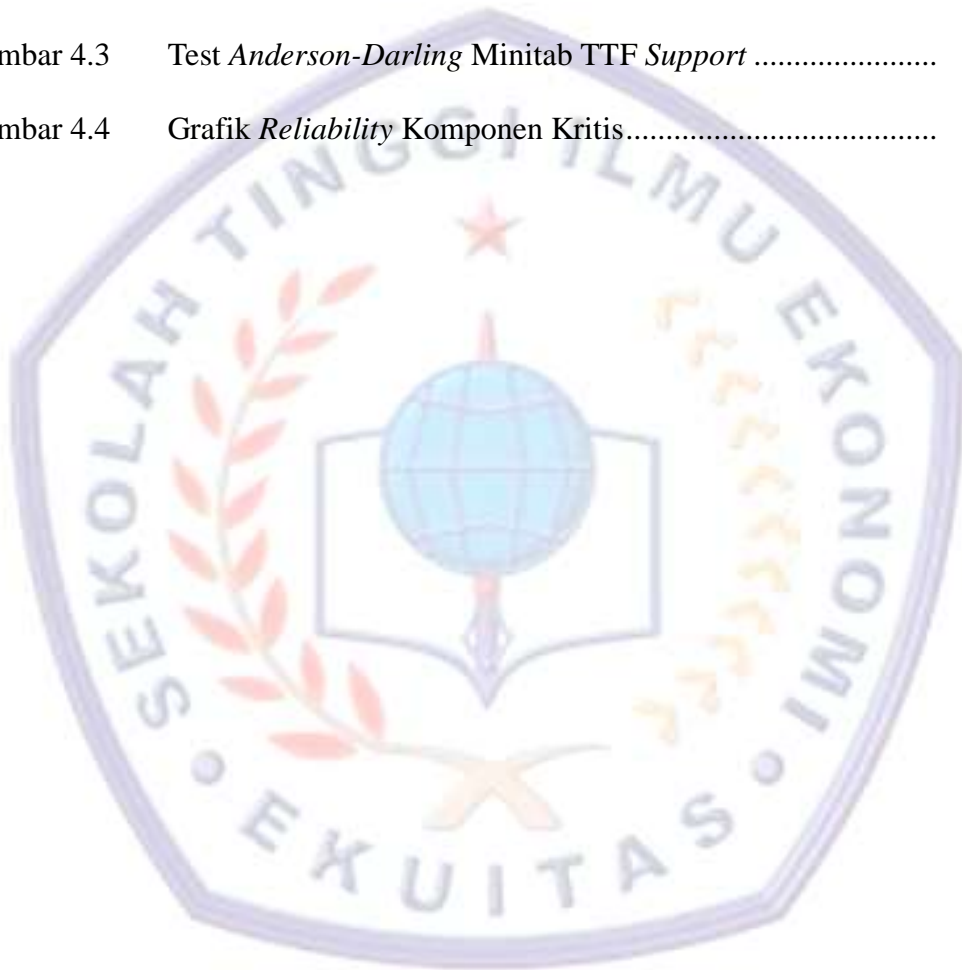 mbar 4.3 Test Anderson-Darling Minitab TTF Support .......................
mbar 4.4 Grafik Reliability Komponen Kritis.......................................
SEKOLAH TINGGI ILMU EKONOMI
• EKUITAS •